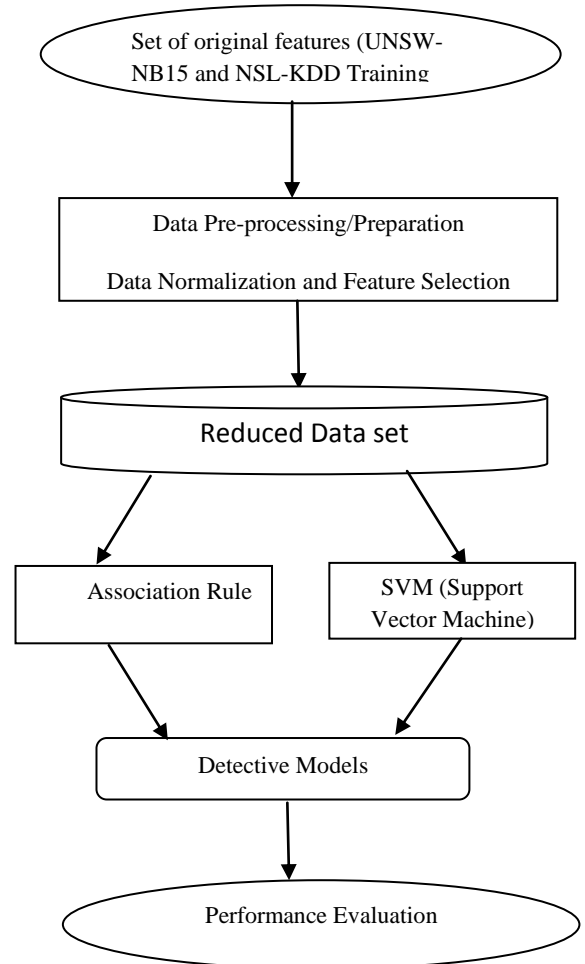 Set of original features (UNSW-
NB15 and NSL-KDD Training
Data Pre-processing/Preparation
Data Normalization and Feature Selection
Reduced Data set
Association Rule
SVM (Support
Vector Machine)
Detective Models
Performance Evaluation